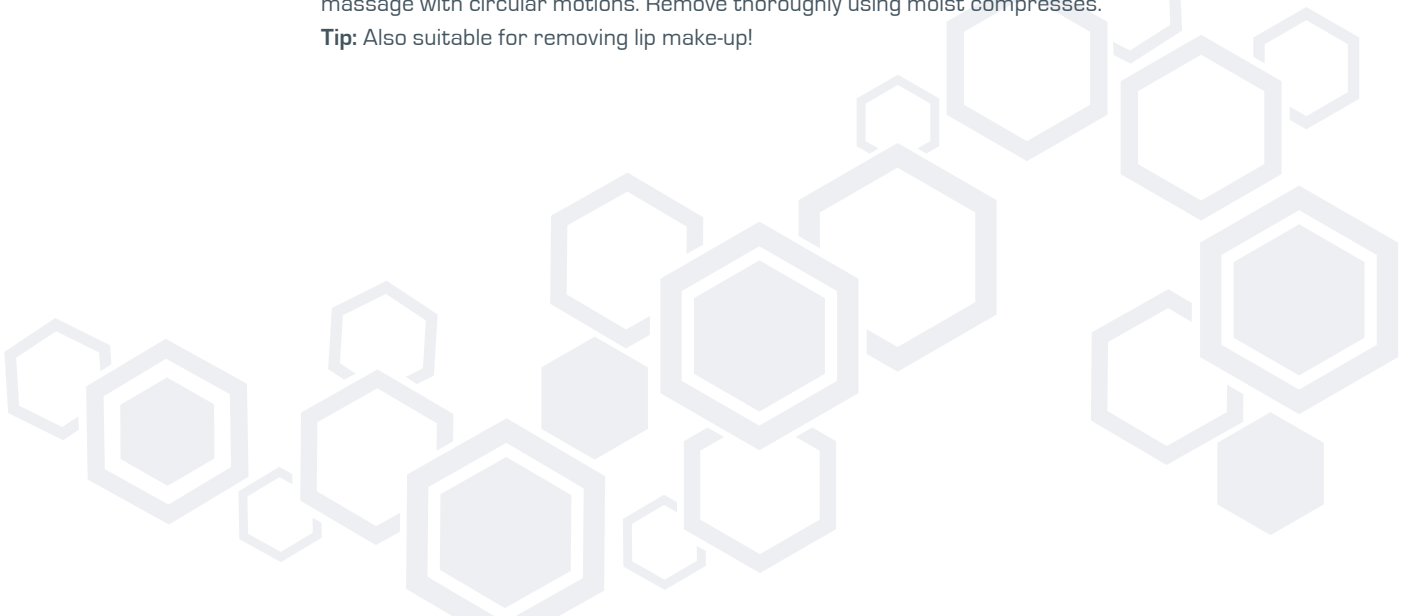 massage with circular motions. Remove thoroughly using moist compresses.
Tip: Also suitable for removing lip make-up!